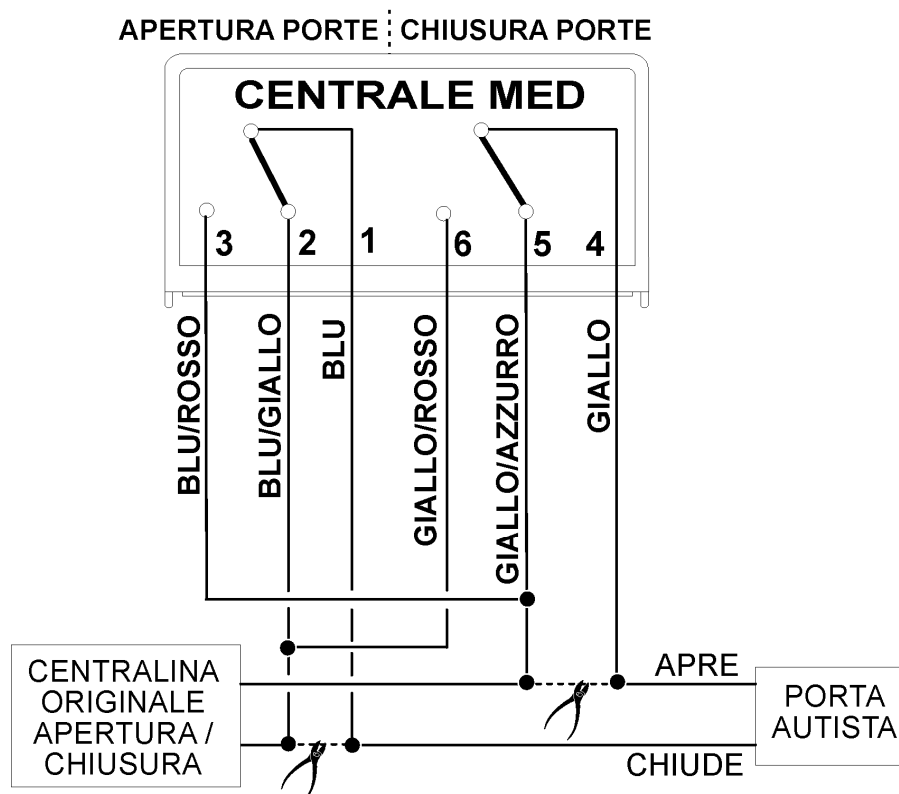 APERTURA PORTE CHIUSURA PORTE
CENTRALE MED
3 2 1 6 5 4
BLU/ROSSO
BLU/GIALLO
BLU
GIALLO/ROSSO
GIALLO/AZZURRO
GIALLO
CENTRALINA
ORIGINALE
APERTURA /
CHIUSURA
APRE
CHIUDE
PORTA
AUTISTA